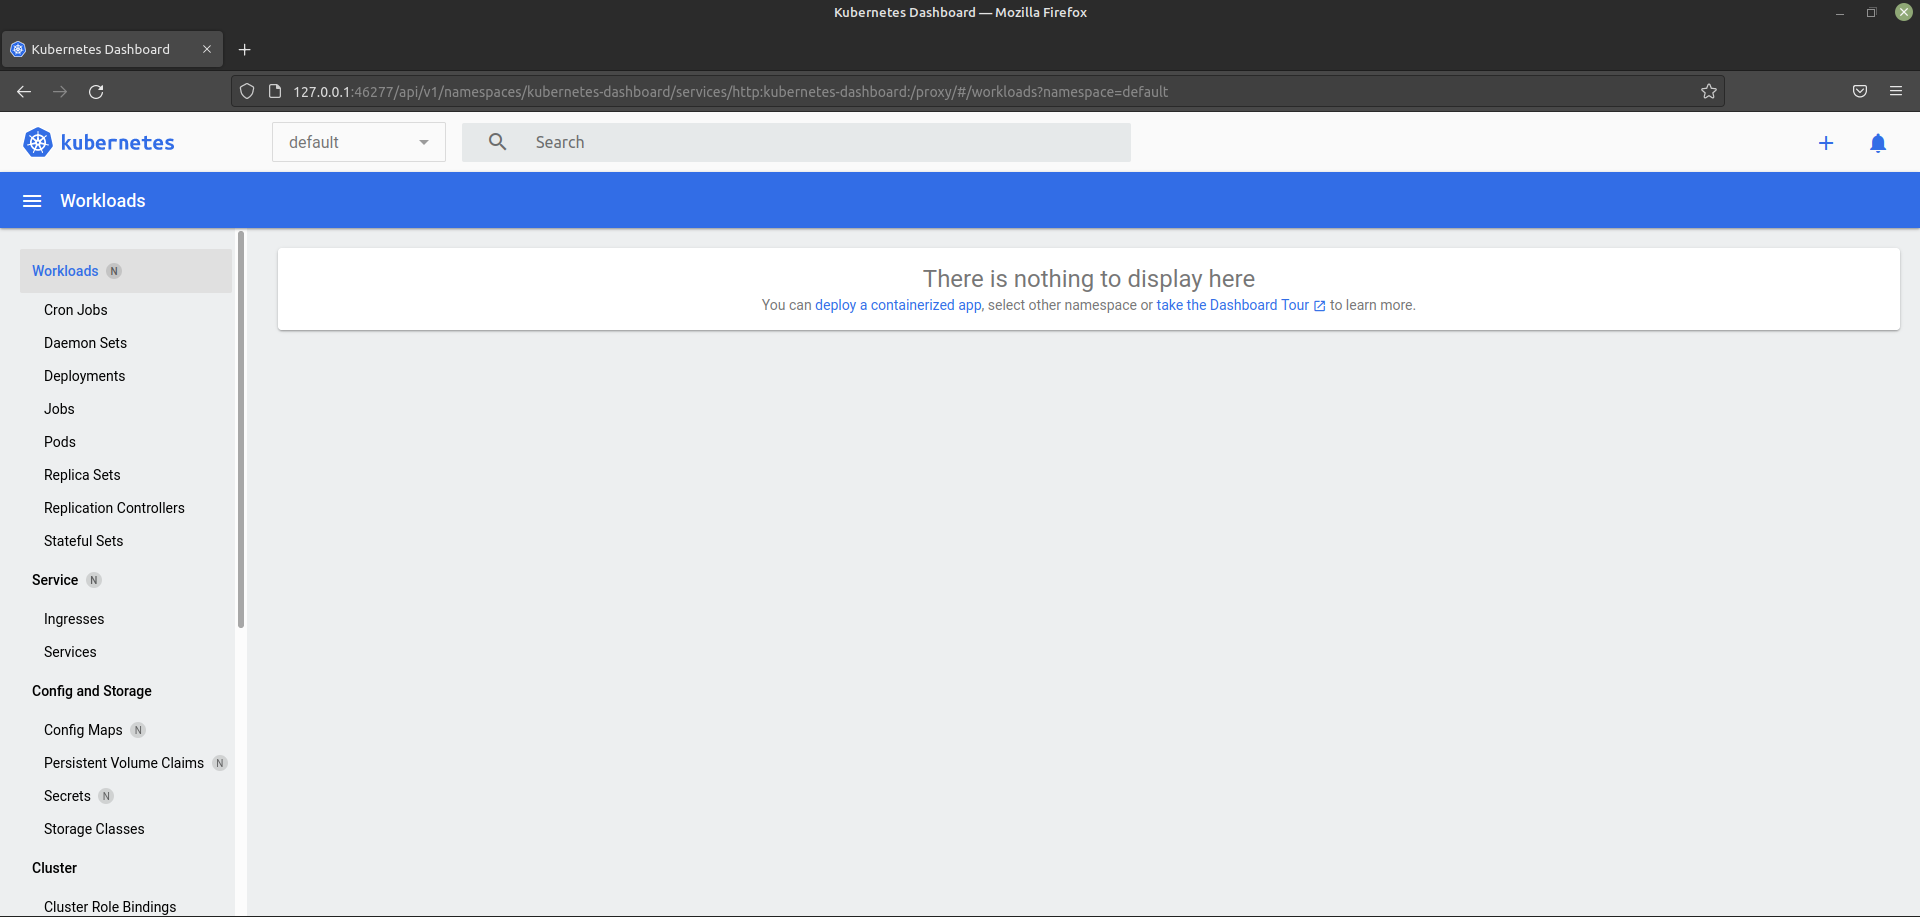 Kubernetes Dashboard — Mozilla Firefox
Kubernetes Dashboard
127.0.0.1:46277/api/v1/namespaces/kubernetes-dashboard/services/http:kubernetes-dashboard:/proxy/#/workloads?namespace=default
kubernetes
default
Search
Workloads
Workloads N
Cron Jobs
Daemon Sets
Deployments
Jobs
Pods
Replica Sets
Replication Controllers
Stateful Sets
Service N
Ingresses
Services
Config and Storage
Config Maps N
Persistent Volume Claims N
Secrets N
Storage Classes
Cluster
Cluster Role Bindings
There is nothing to display here
You can deploy a containerized app, select other namespace or take the Dashboard Tour to learn more.